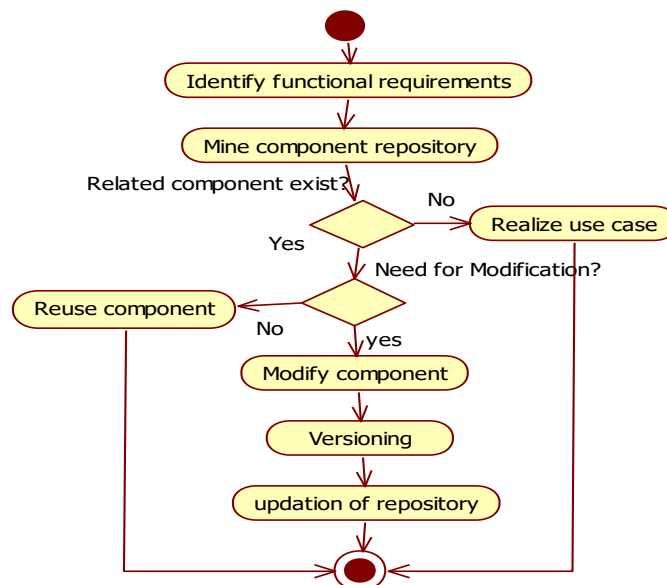 Identify functional requirements
Mine component repository
Related component exist?
No
Realize use case
Yes
Need for Modification?
Reuse component
No
yes
Modify component
Versioning
updation of repository